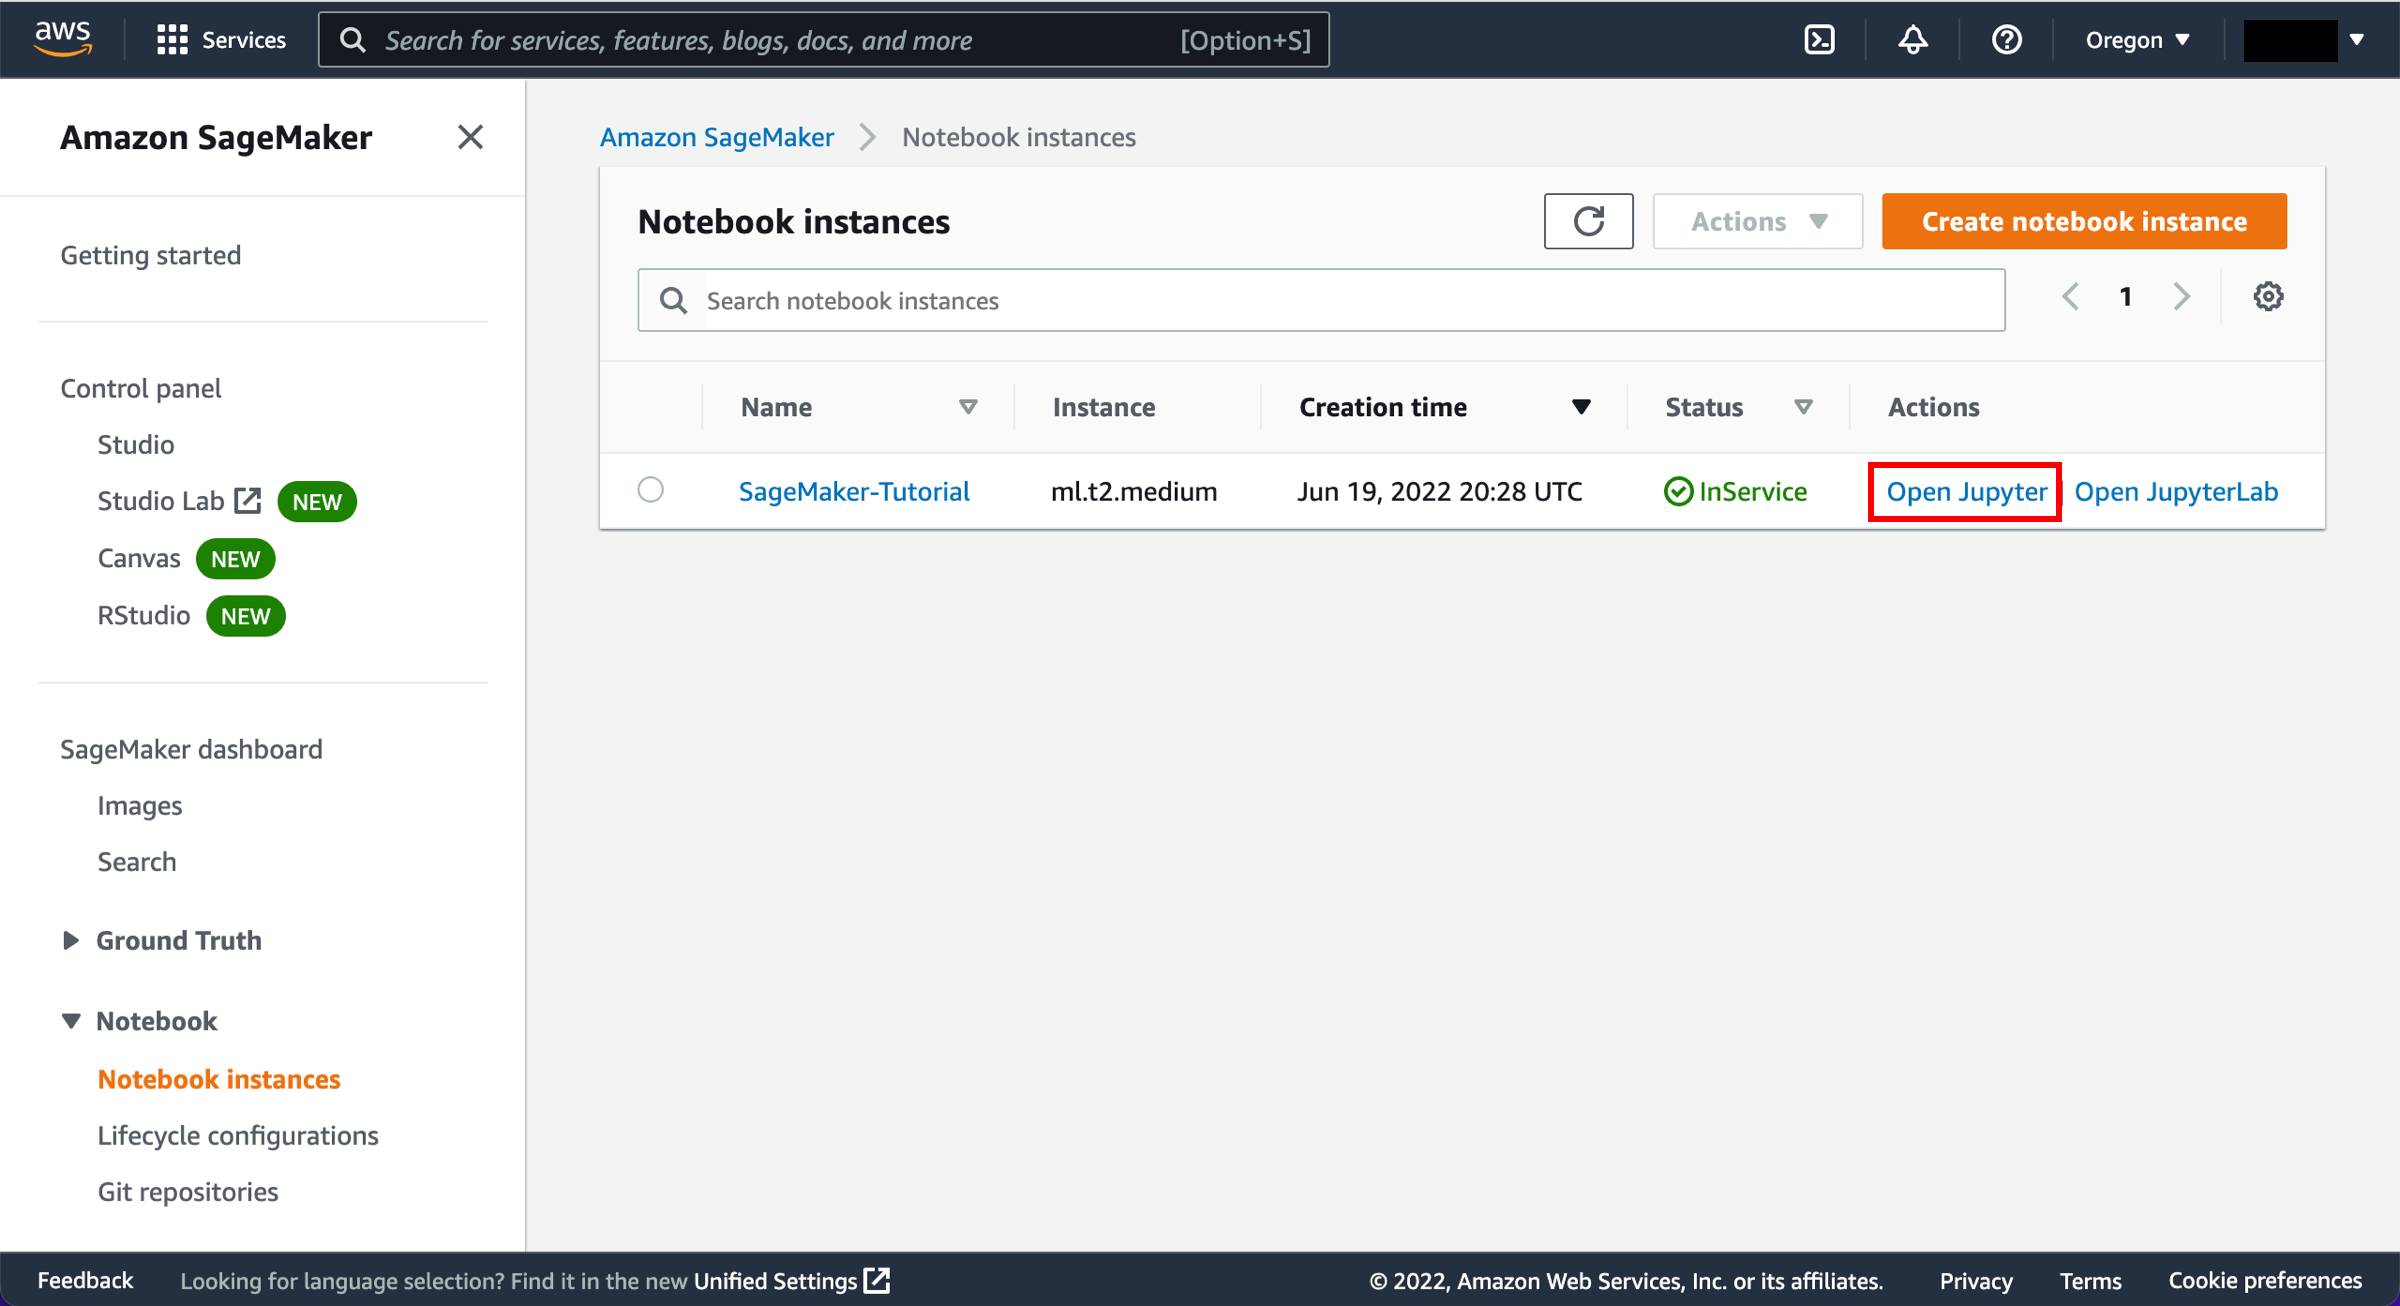 aws Services Search for services, features, blogs, docs, and more [Option+S] Oregon
Amazon SageMaker
Getting started
Control panel
Studio
Studio Lab NEW
Canvas NEW
RStudio NEW
SageMaker dashboard
Images
Search
Ground Truth
Notebook
Notebook instances
Lifecycle configurations
Git repositories
Amazon SageMaker Notebook instances
Notebook instances Actions Create notebook instance
Search notebook instances 1
Name Instance Creation time Status Actions
SageMaker-Tutorial ml.t2.medium Jun 19, 2022 20:28 UTC InService Open Jupyter Open JupyterLab
Feedback Looking for language selection? Find it in the new Unified Settings © 2022, Amazon Web Services, Inc. or its affiliates. Privacy Terms Cookie preferences